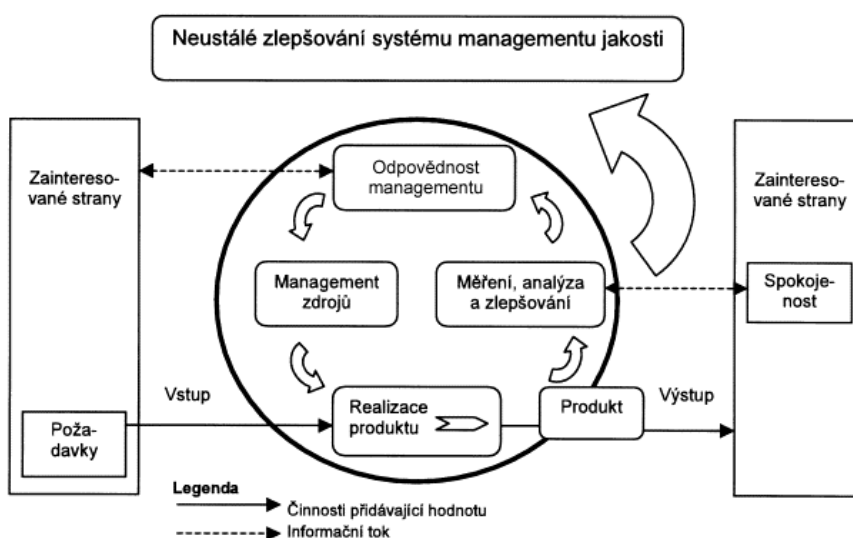 Neustálé zlepšování systému managementu jakosti
Zaintereso-
vané strany
Odpovědnost
managementu
Zaintereso-
vané strany
Management
zdrojů
Měření, analýza
a zlepšování
Spokoje-
nost
Vstup
Realizace
produktu
Produkt
Výstup
Poža-
davky
Legenda
Činnosti přidávající hodnotu
Informační tok